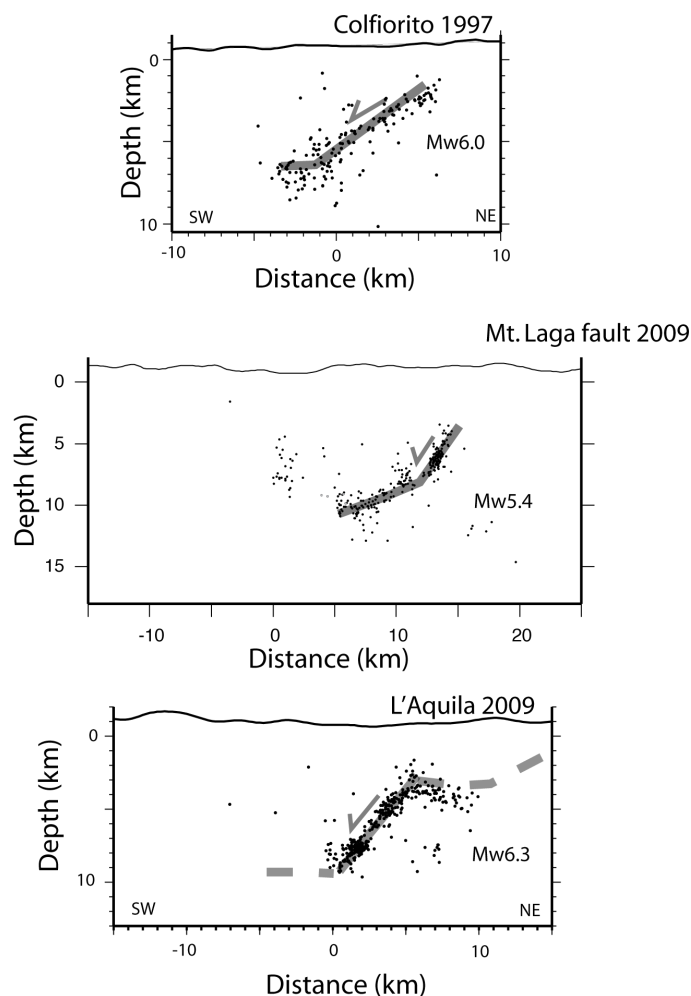 Colfiorito 1997
0
Depth (km)
Mw6.0
10
SW
NE
-10
0
10
Distance (km)
Mt. Laga fault 2009
0
5
Depth (km)
10
Mw5.4
15
-10
0
10
20
Distance (km)
L'Aquila 2009
0
Depth (km)
Mw6.3
10
SW
NE
-10
0
10
Distance (km)